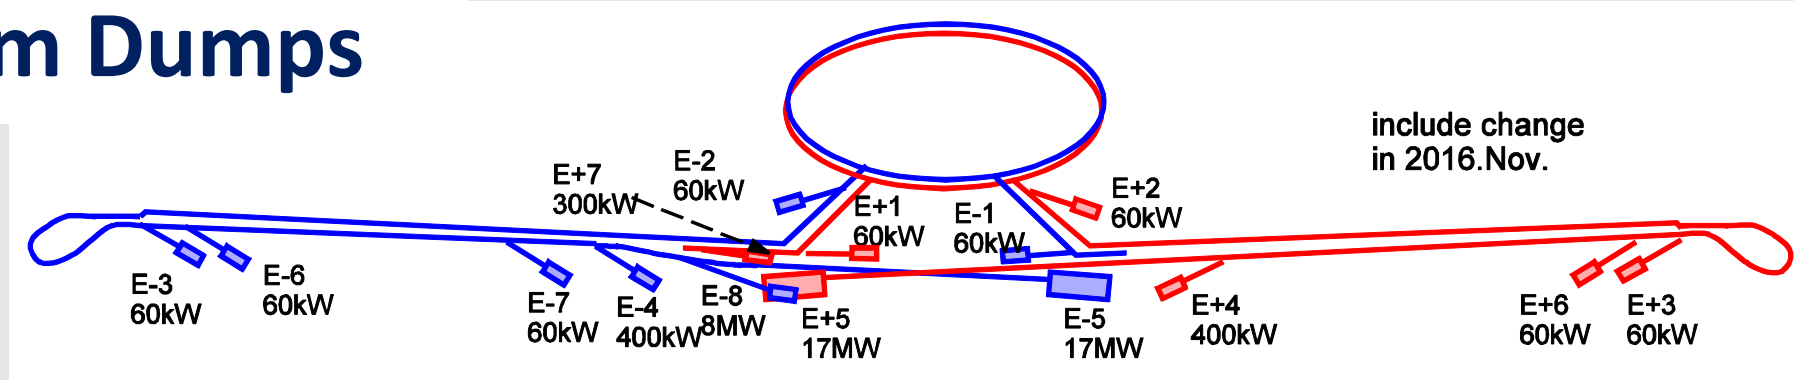 m Dumps
include change
in 2016.Nov.
E+7
300kW
E-2
60kW
E+1
60kW
E-1
60kW
E+2
60kW
E-3
60kW
E-6
60kW
E-7
60kW
E-4
400kW
E-8
8MW
E+5
17MW
E-5
17MW
E+4
400kW
E+6
60kW
E+3
60kW